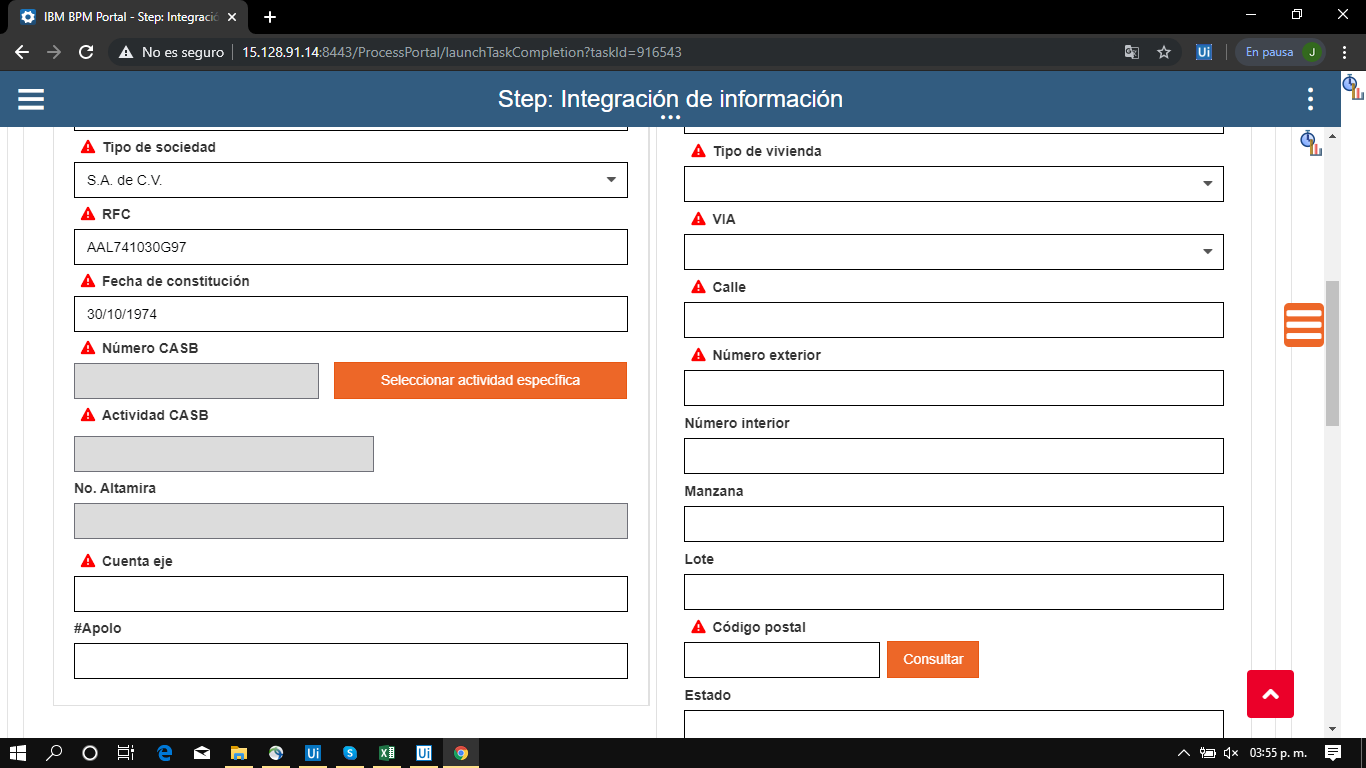 IBM BPM Portal - Step: Integració
No es seguro
15.128.91.14:8443/ProcessPortal/launchTaskCompletion?taskId=916543
Ui
En pausa
J
Step: Integración de información
Tipo de sociedad
S.A. de C.V.
RFC
AAL741030G97
Fecha de constitución
30/10/1974
Número CASB
Seleccionar actividad específica
Actividad CASB
No. Altamira
Cuenta eje
#Apolo
Tipo de vivienda
VIA
Calle
Número exterior
Número interior
Manzana
Lote
Código postal
Consultar
Estado
Ui
Ui
03:55 p. m.